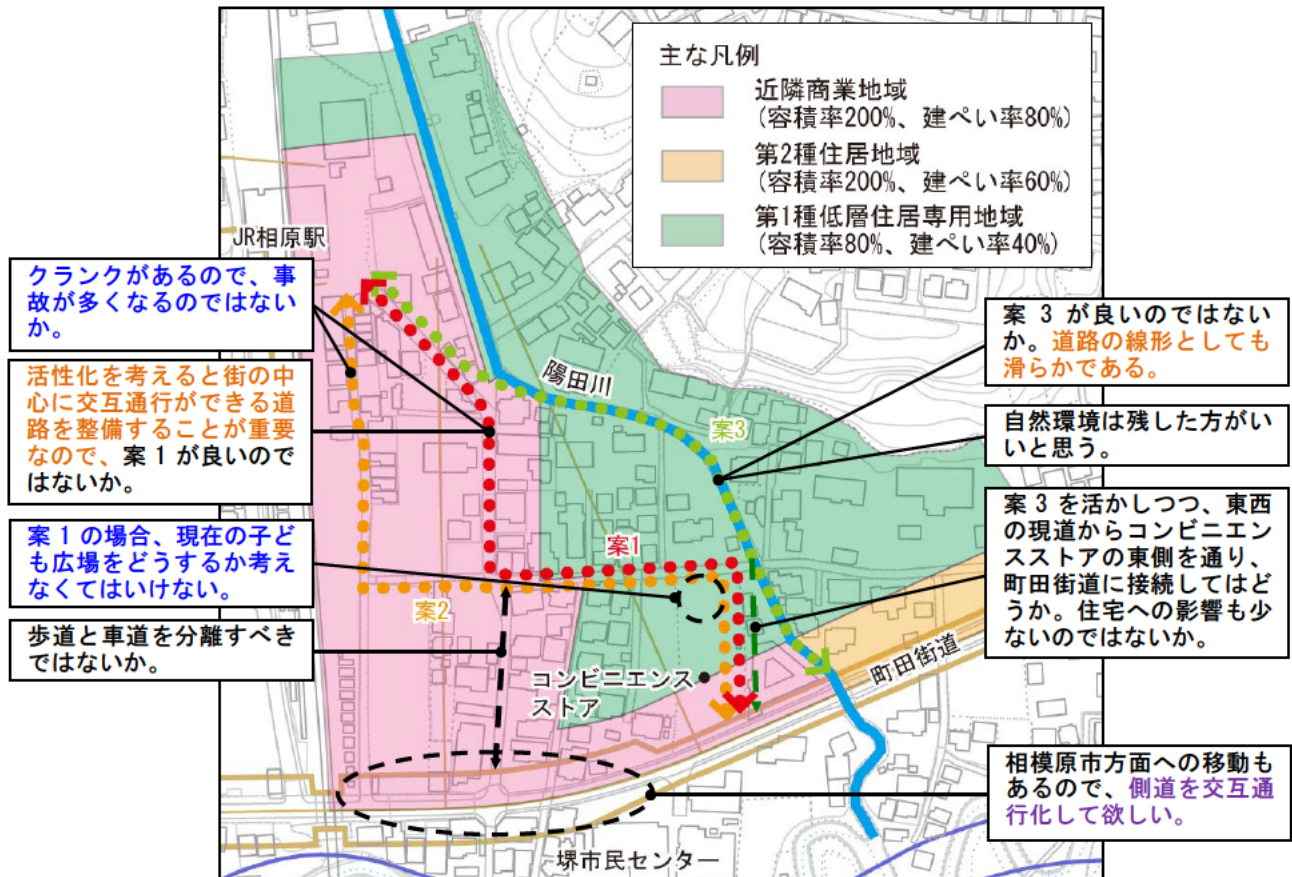 主な凡例
近隣商業地域
(容積率200%、建ぺい率80%)
第2種住居地域
(容積率200%、建ぺい率60%)
第1種低層住居専用地域
(容積率80%、建ぺい率40%)
JR相原駅
クランクがあるので、事
故が多くなるのではない
か。
活性化を考えると街の中
心に交互通行ができる道
路を整備することが重要
なので、案1が良いのでは
はないか。
案1の場合、現在の子ど
も広場をどうするか考え
なくてはいけない。
歩道と車道を分離すべき
ではないか。
陽田川
案3
案1
案2
コンビニエンス
ストア
町田街道
堺市民センター
案3が良いのではない
か。道路の線形としても
滑らかである。
自然環境は残した方がい
いと思う。
案3を活かしつつ、東西
の現道からコンビニエン
スストアの東側を通り、
町田街道に接続してはど
うか。住宅への影響も少
ないのではないか。
相模原市方面への移動も
あるので、側道を交互通
行化して欲しい。